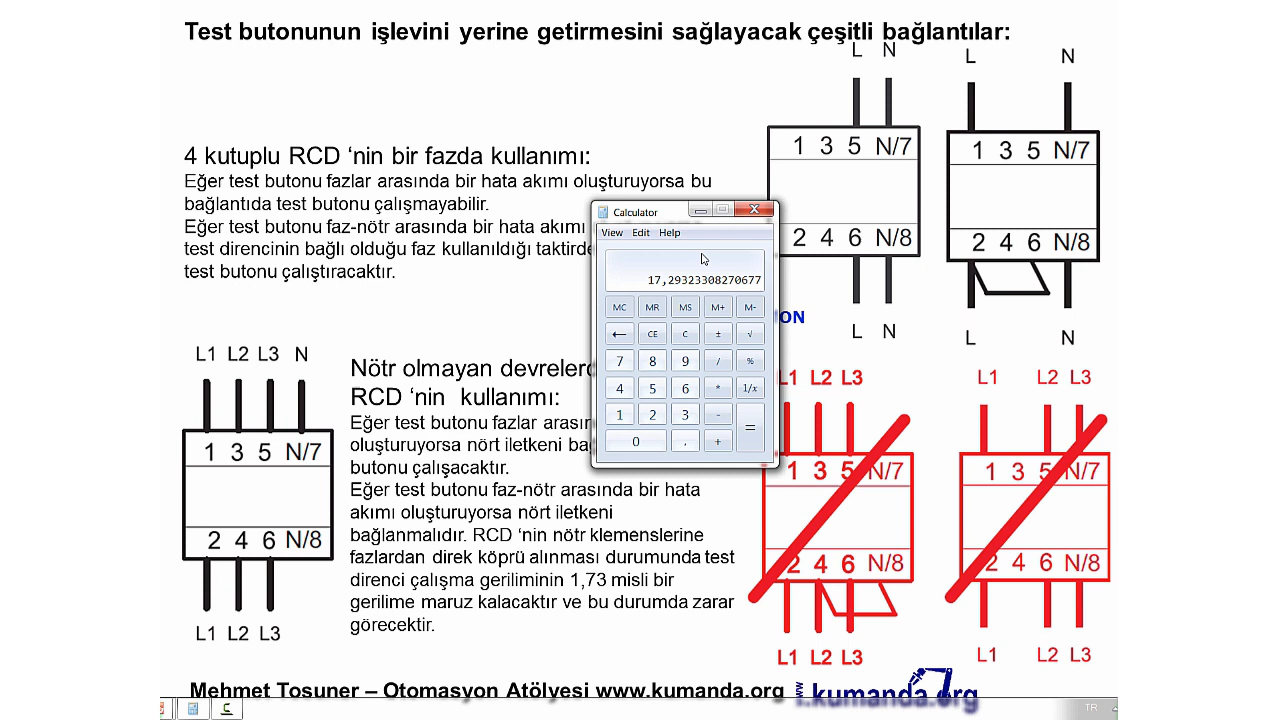 Test butonunun işlevini yerine getirmesini sağlayacak çeşitli bağlantılar:
L N
L N
1 3 5 N/7
1 3 5 N/7
2 4 6 N/8
2 4 6 N/8
L N
L N
4 kutuplu RCD ‘nin bir fazda kullanımı:
Eğer test butonu fazlar arasında bir hata akımı oluşturuyorsa bu
bağlantıda test butonu çalışmayabilir.
Eğer test butonu faz-nötr arasında bir hata akımı
test direncinin bağlı olduğu faz kullanıldığı taktirde
test butonu çalıştıracaktır.
Calculator
View Edit Help
17,29323308270677
MC MR MS M+ M-
← CE C ± √
7 8 9 / %
4 5 6 * 1/x
1 2 3 - =
0 , +
ON
L1 L2 L3 N
1 3 5 N/7
2 4 6 N/8
L1 L2 L3
Nötr olmayan devrelerd
RCD ‘nin kullanımı:
Eğer test butonu fazlar arasın
oluşturuyorsa nört iletkeni ba
butonu çalışacaktır.
Eğer test butonu faz-nötr arasında bir hata
akımı oluşturuyorsa nört iletkeni
bağlanmalıdır. RCD ‘nin nötr klemenslerine
fazlardan direk köprü alınması durumunda test
direnci çalışma geriliminin 1,73 misli bir
gerilime maruz kalacaktır ve bu durumda zarar
görecektir.
L1 L2 L3
1 3 5 N/7
2 4 6 N/8
L1 L2 L3
L1 L2 L3
1 3 5 N/7
2 4 6 N/8
L1 L2 L3
Mehmet Tosuner – Otomasyon Atölyesi www.kumanda.org
.kumanda.org
TR